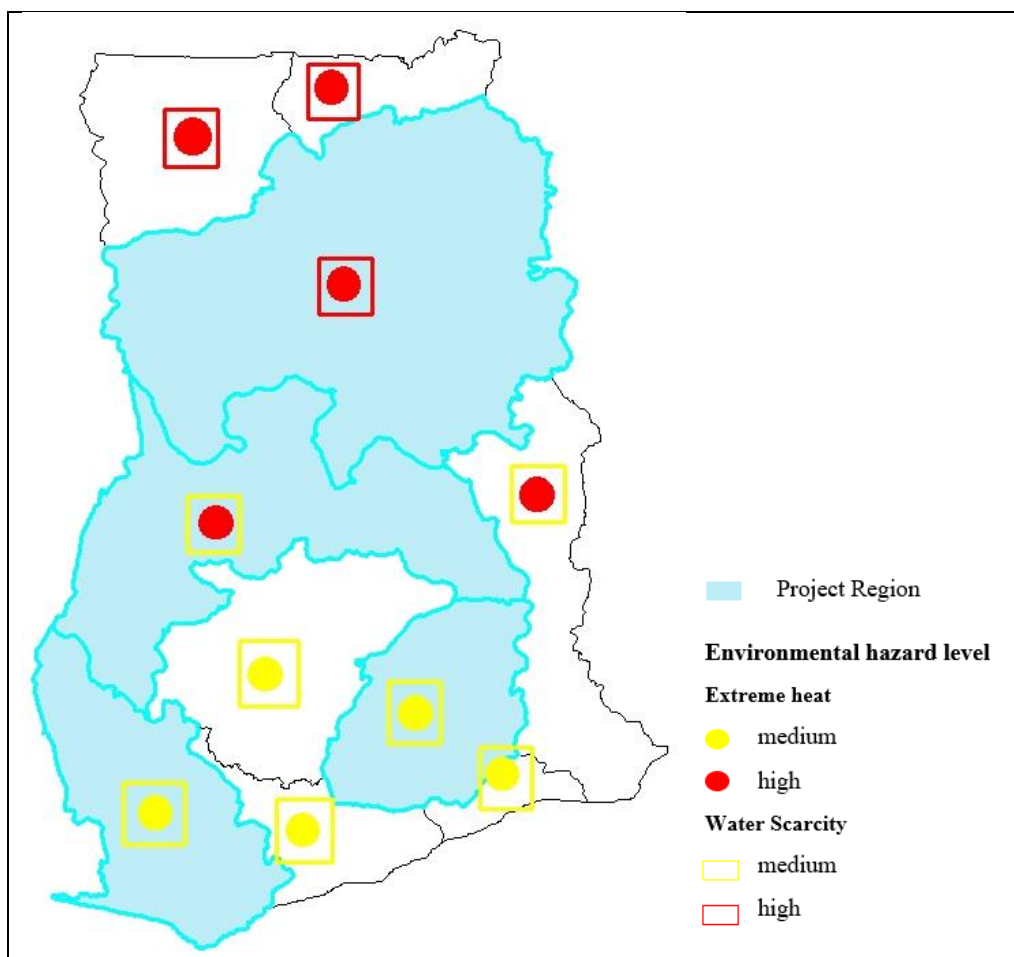 Project Region
Environmental hazard level
Extreme heat
medium
high
Water Scarcity
medium
high